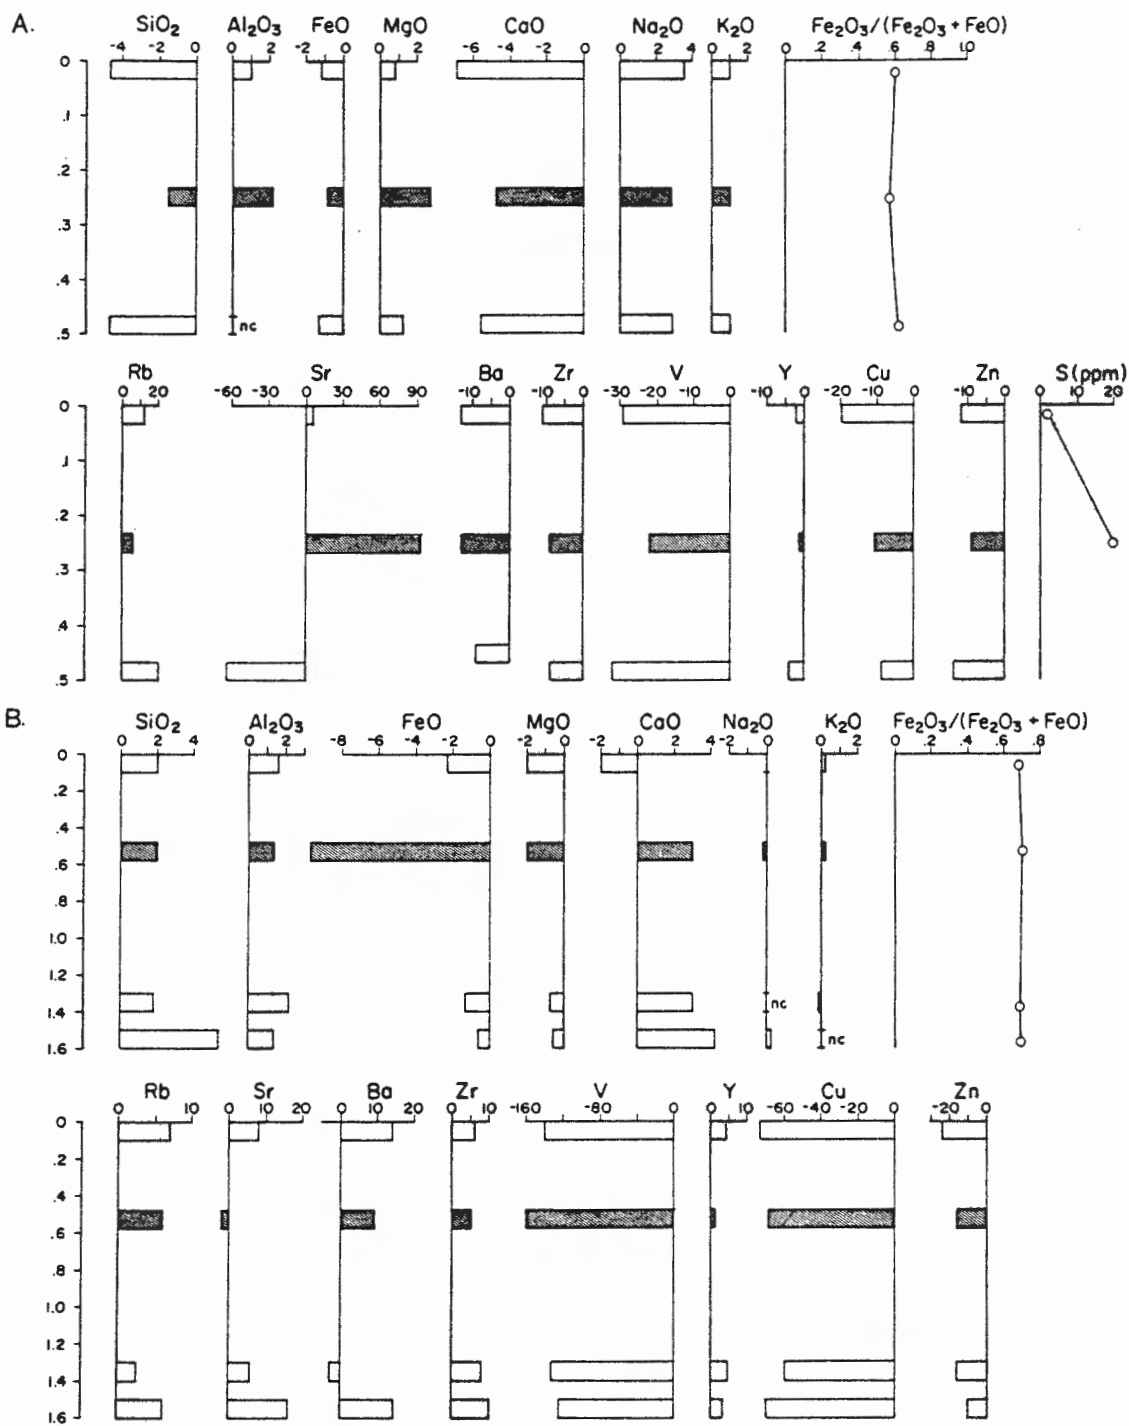 A.
SiO2 Al2O3 FeO MgO CaO Na2O K2O Fe2O3/(Fe2O3 + FeO)
-4 -2 0 0 2 -2 0 0 2 -6 -4 -2 0 0 2 4 0 2 0 .2 .4 .6 .8 1.0
0
.1
.2
.3
.4
.5
nc
Rb Sr Ba Zr V Y Cu Zn S(ppm)
0 20 -60 -30 0 30 60 90 -10 0 -10 0 -30 -20 -10 0 -10 0 -20 -10 0 -10 0 0 10 20
0
.1
.2
.3
.4
.5
B.
SiO2 Al2O3 FeO MgO CaO Na2O K2O Fe2O3/(Fe2O3 + FeO)
0 2 4 0 2 -8 -6 -4 -2 0 -2 0 -2 0 2 4 -2 0 0 2 0 .2 .4 .6 .8
0
.2
.4
.6
.8
1.0
1.2
1.4
1.6
nc
nc
Rb Sr Ba Zr V Y Cu Zn
0 10 0 10 20 0 10 20 0 10 -160 -80 0 0 10 -60 -40 -20 0 -20 0
0
.2
.4
.6
.8
1.0
1.2
1.4
1.6